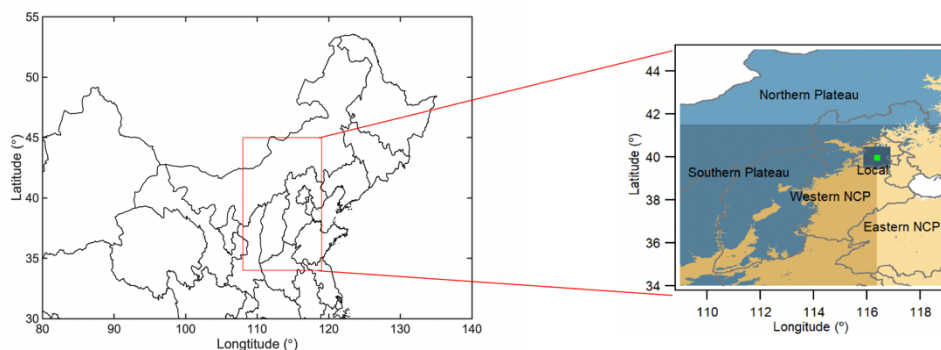 55
50
45
40
35
30
80
90
100
110
120
130
140
Latitude (°)
Longtitude (°)
44
42
40
38
36
34
110
112
114
116
118
Latitude (º)
Longitude (º)
Northern Plateau
Local
Southern Plateau
Western NCP
Eastern NCP